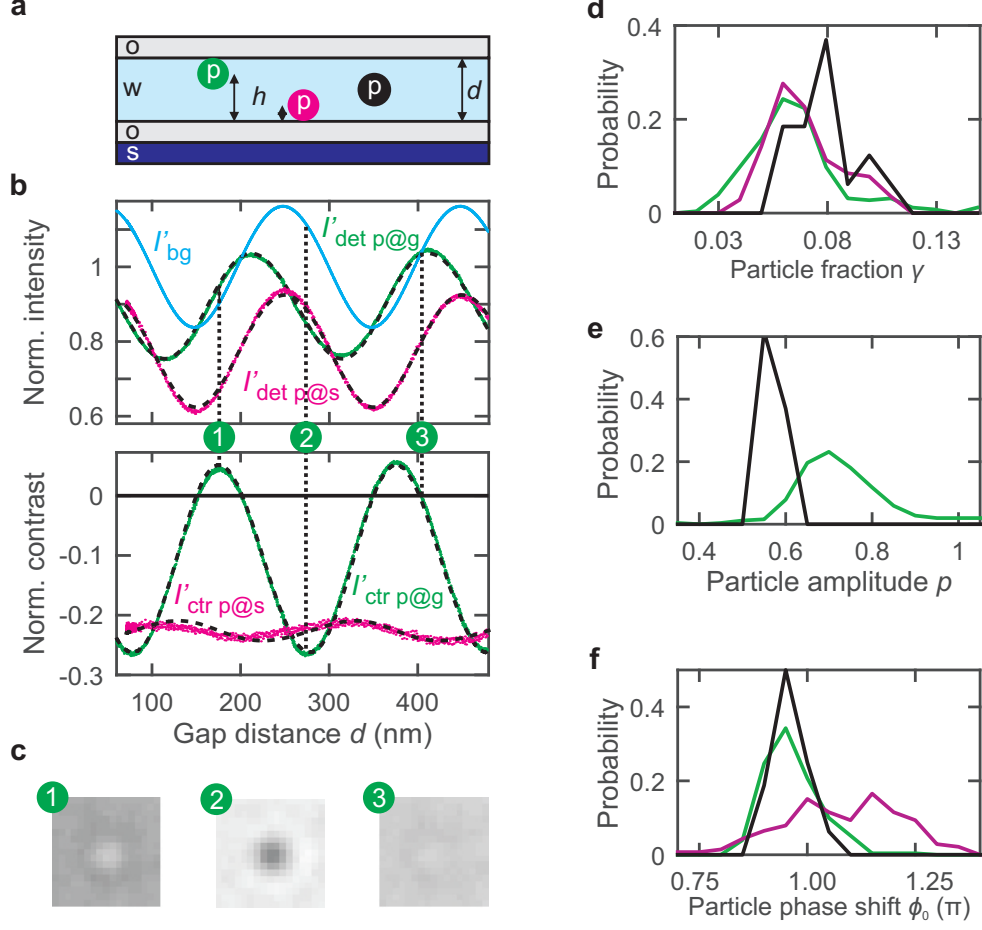 a
o
w
p
p
p
h
d
o
s
b
I'bg
I'det p@g
I'det p@s
Norm. intensity
1
0.8
0.6
1
2
3
Norm. contrast
0
-0.1
-0.2
-0.3
I'ctr p@s
I'ctr p@g
100 200 300 400
Gap distance d (nm)
c
1
2
3
d
Probability
0.4
0.2
0
0.03 0.08 0.13
Particle fraction γ
e
Probability
0.6
0.4
0.2
0
0.4 0.6 0.8 1
Particle amplitude p
f
Probability
0.4
0.2
0
0.75 1.00 1.25
Particle phase shift ϕ₀ (π)